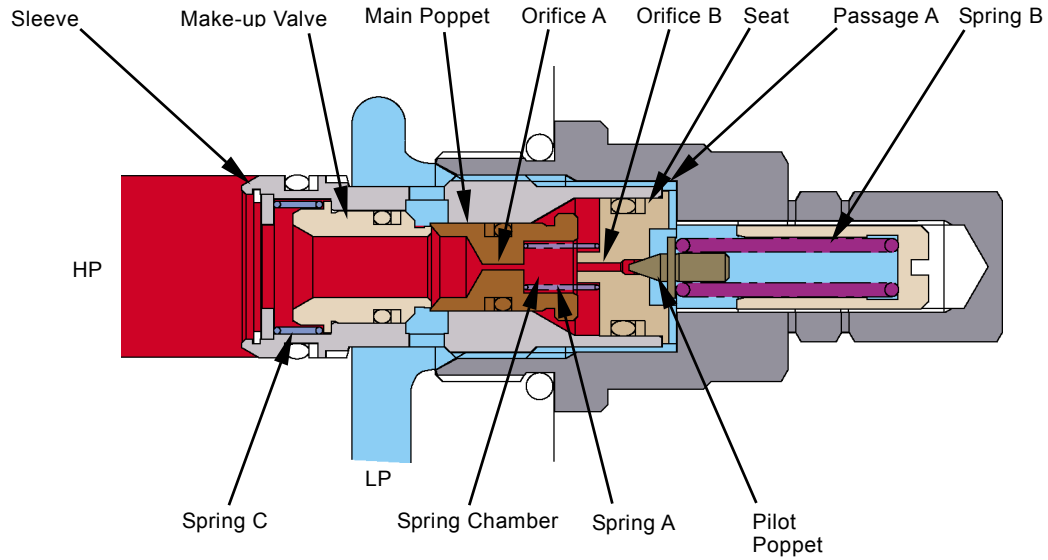 Sleeve
Make-up Valve
Main Poppet
Orifice A
Orifice B
Seat
Passage A
Spring B
HP
LP
Spring C
Spring Chamber
Spring A
Pilot
Poppet